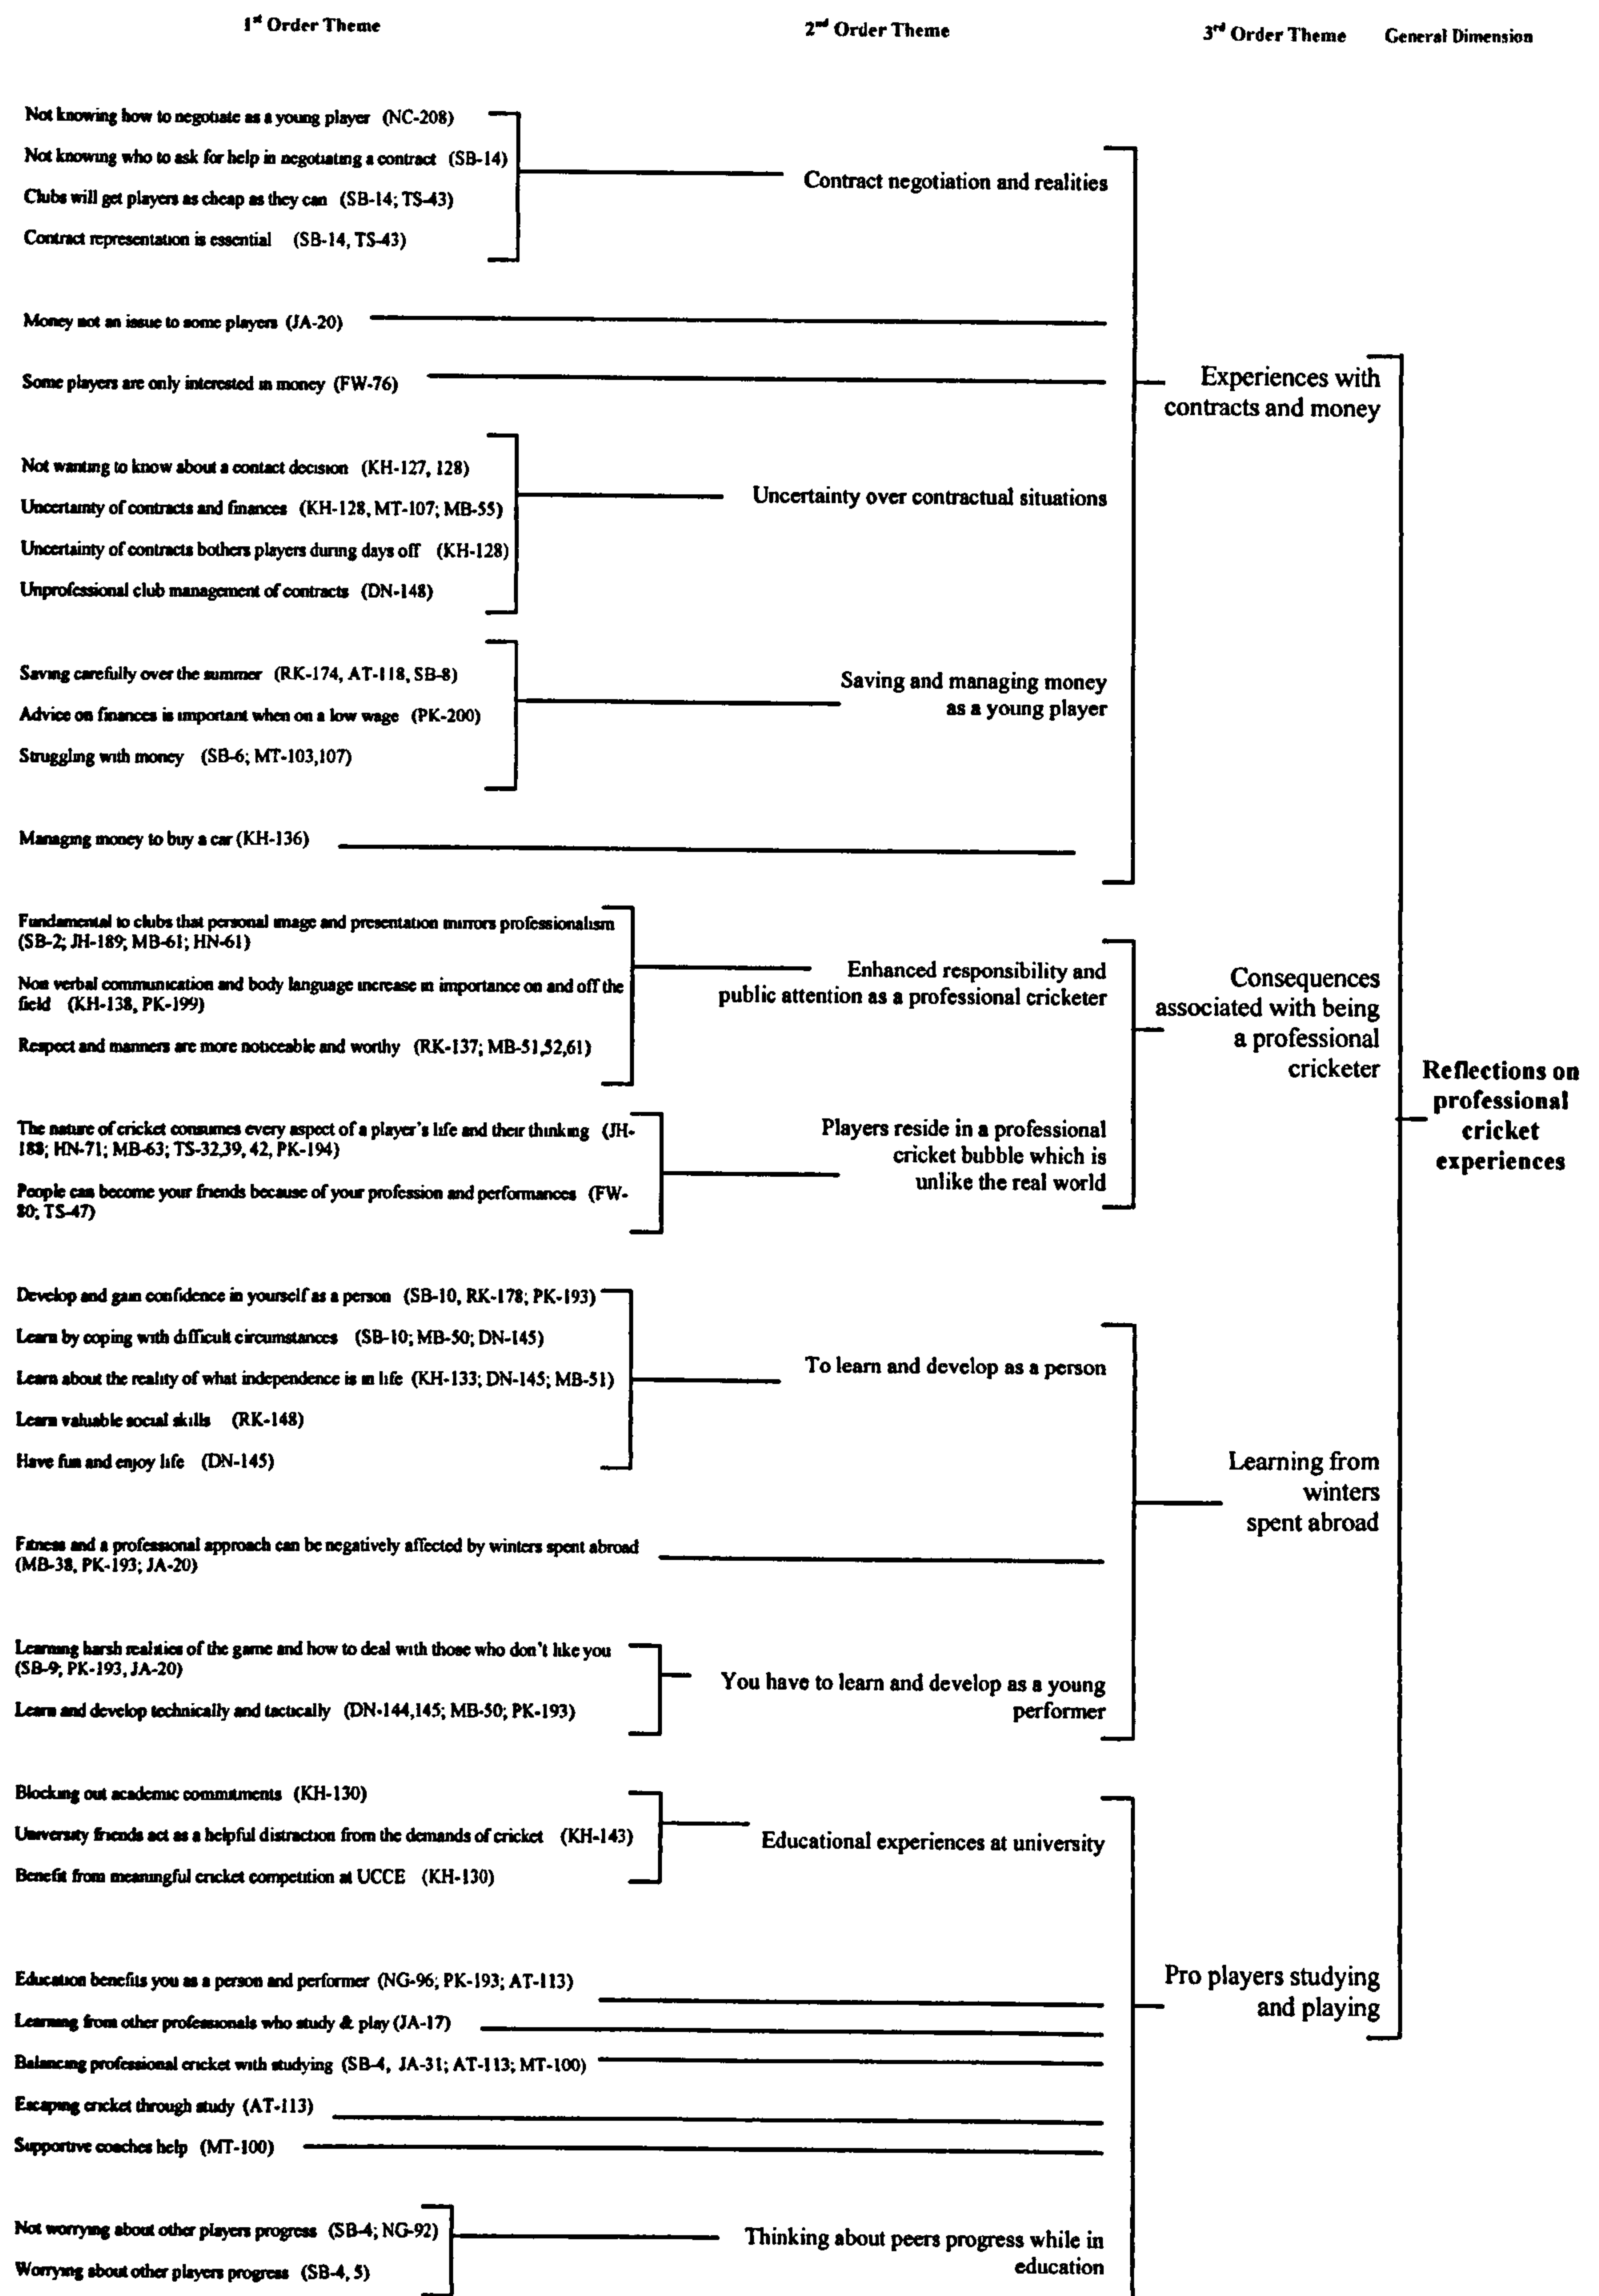 1st Order Theme 2nd Order Theme 3rd Order Theme General Dimension
Not knowing how to negotiate as a young player (NC-208)
Not knowing who to ask for help in negotiating a contract (SB-14)
Clubs will get players as cheap as they can (SB-14; TS-43)
Contract representation is essential (SB-14, TS-43)
Contract negotiation and realities
Money not an issue to some players (JA-20)
Some players are only interested in money (FW-76)
Experiences with
contracts and money
Not wanting to know about a contact decision (KH-127, 128)
Uncertainty of contracts and finances (KH-128, MT-107; MB-55)
Uncertainty of contracts bothers players during days off (KH-128)
Unprofessional club management of contracts (DN-148)
Uncertainty over contractual situations
Saving carefully over the summer (RK-174, AT-118, SB-8)
Advice on finances is important when on a low wage (PK-200)
Struggling with money (SB-6; MT-103,107)
Saving and managing money
as a young player
Managing money to buy a car (KH-136)
Fundamental to clubs that personal image and presentation mirrors professionalism
(SB-2; JH-189; MB-61; HN-61)
Non verbal communication and body language increase in importance on and off the
field (KH-138, PK-199)
Respect and manners are more noticeable and worthy (RK-137; MB-51,52,61)
Enhanced responsibility and
public attention as a professional cricketer
Consequences
associated with being
a professional
cricketer
Reflections on
professional
cricket
experiences
The nature of cricket consumes every aspect of a player's life and their thinking (JH-
188; HN-71; MB-63; TS-32,39, 42, PK-194)
People can become your friends because of your profession and performances (FW-
80; TS-47)
Players reside in a professional
cricket bubble which is
unlike the real world
Develop and gain confidence in yourself as a person (SB-10, RK-178; PK-193)
Learn by coping with difficult circumstances (SB-10; MB-50; DN-145)
Learn about the reality of what independence is in life (KH-133; DN-145; MB-51)
Learn valuable social skills (RK-148)
Have fun and enjoy life (DN-145)
To learn and develop as a person
Learning from
winters
spent abroad
Fitness and a professional approach can be negatively affected by winters spent abroad
(MB-38, PK-193; JA-20)
Learning harsh realities of the game and how to deal with those who don't like you
(SB-9; PK-193, JA-20)
Learn and develop technically and tactically (DN-144,145; MB-50; PK-193)
You have to learn and develop as a young
performer
Blocking out academic commitments (KH-130)
University friends act as a helpful distraction from the demands of cricket (KH-143)
Benefit from meaningful cricket competition at UCCE (KH-130)
Educational experiences at university
Education benefits you as a person and performer (NG-96; PK-193; AT-113)
Learning from other professionals who study & play (JA-17)
Balancing professional cricket with studying (SB-4, JA-31; AT-113; MT-100)
Escaping cricket through study (AT-113)
Supportive coaches help (MT-100)
Pro players studying
and playing
Not worrying about other players progress (SB-4; NG-92)
Worrying about other players progress (SB-4, 5)
Thinking about peers progress while in
education